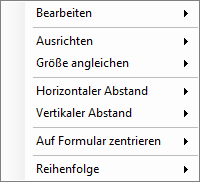 Bearbeiten
Ausrichten
Größe angleichen
Horizontaler Abstand
Vertikaler Abstand
Auf Formular zentrieren
Reihenfolge